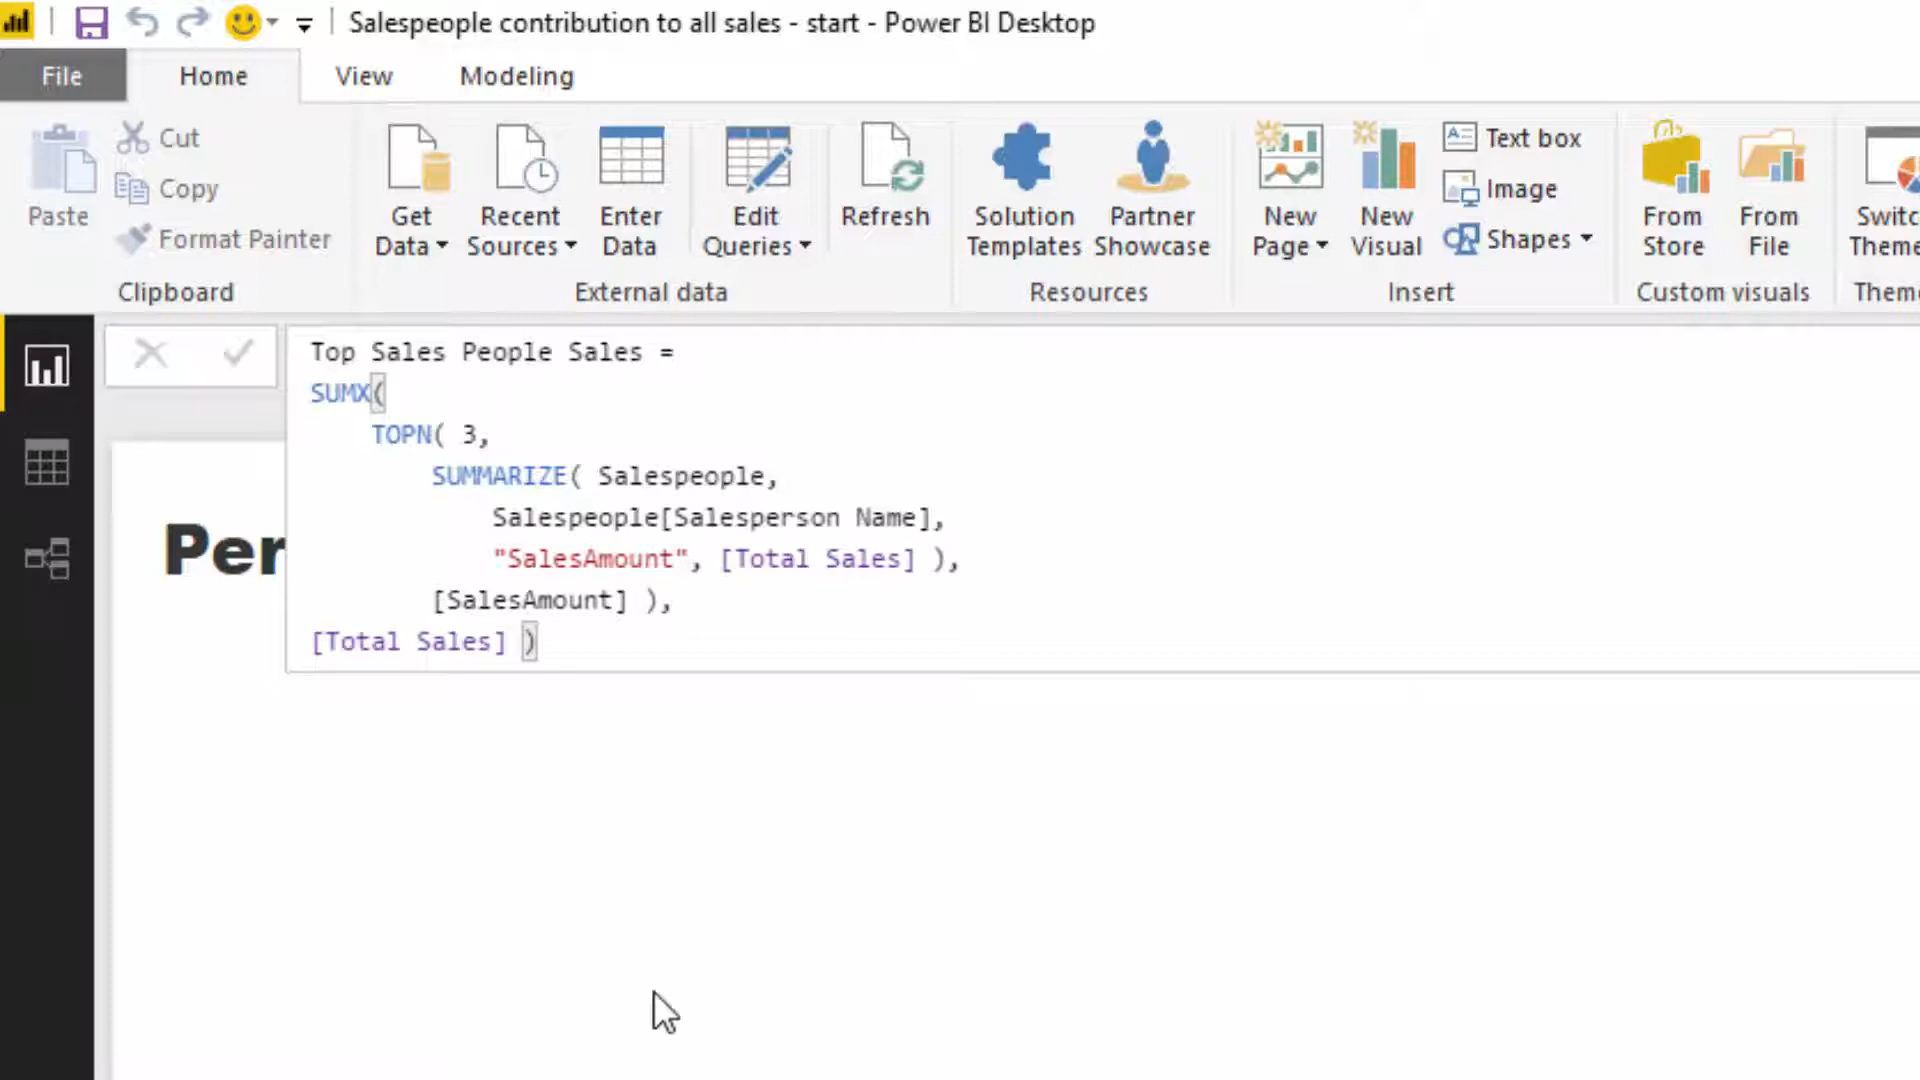 Salespeople contribution to all sales - start - Power BI Desktop
File Home View Modeling
Paste
Cut
Copy
Format Painter
Clipboard
Get Data
Recent Sources
Enter Data
Edit Queries
Refresh
External data
Solution Templates
Partner Showcase
Resources
New Page
New Visual
Text box
Image
Shapes
Insert
From Store
From File
Custom visuals
Switc
Theme
Theme
Top Sales People Sales =
SUMX(
TOPN( 3,
SUMMARIZE( Salespeople,
Salespeople[Salesperson Name],
"SalesAmount", [Total Sales] ),
[SalesAmount] ),
[Total Sales] )
Per